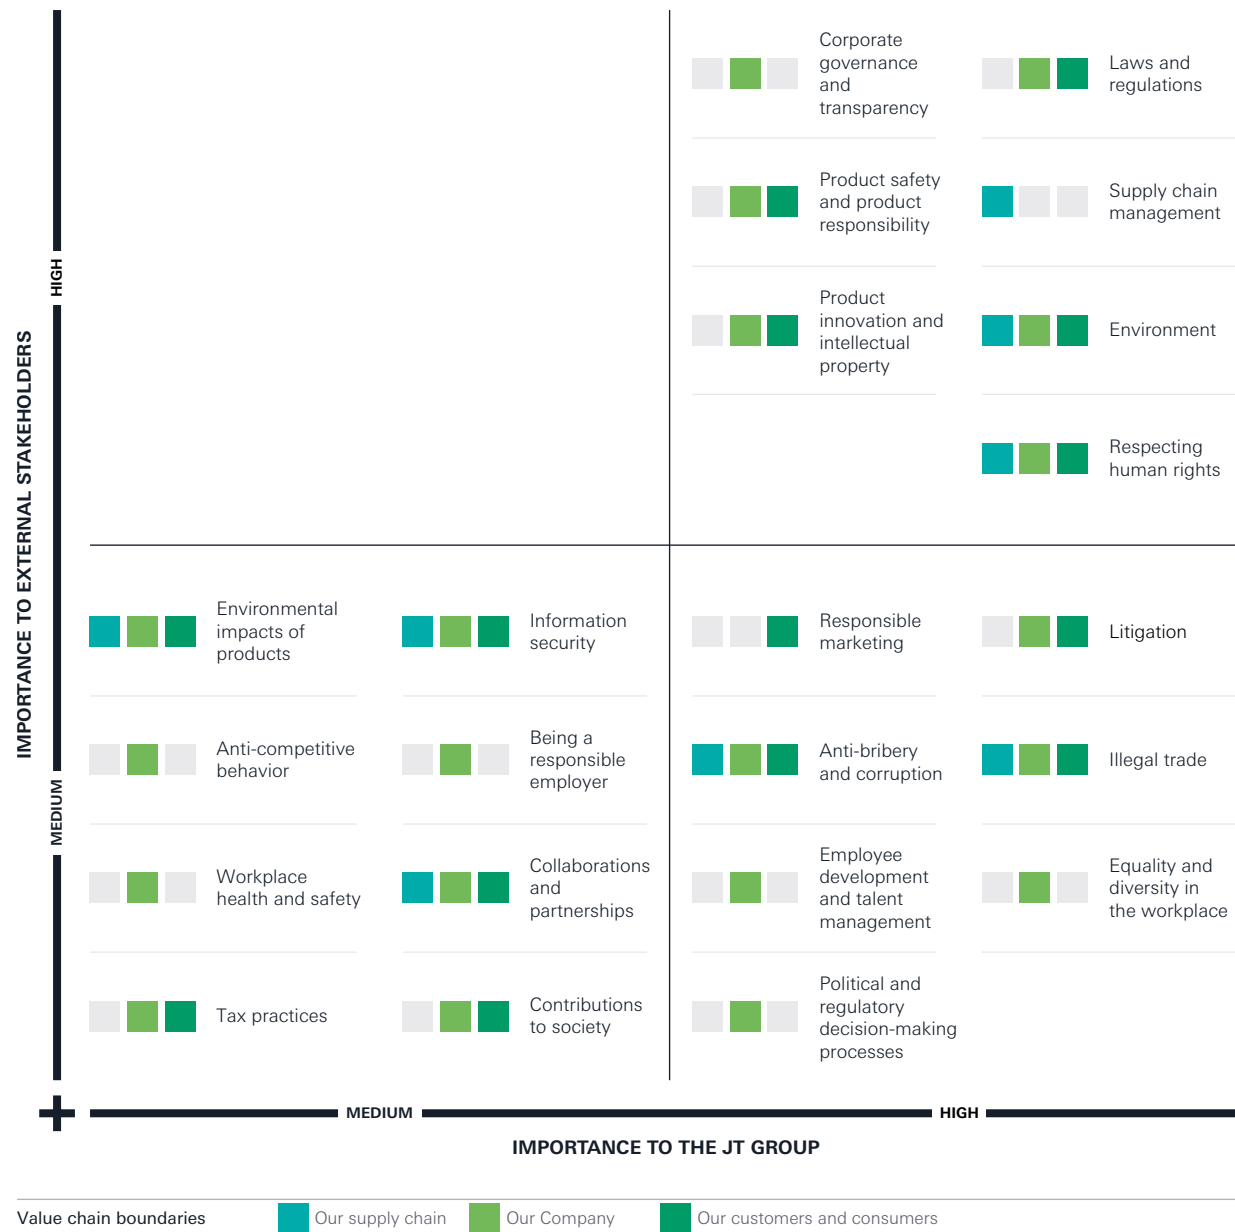 Corporate
governance
and
transparency
Laws and
regulations
Product safety
and product
responsibility
Supply chain
management
Product
innovation and
intellectual
property
Environment
Respecting
human rights
HIGH
IMPORTANCE TO EXTERNAL STAKEHOLDERS
MEDIUM
Environmental
impacts of
products
Information
security
Responsible
marketing
Litigation
Anti-competitive
behavior
Being a
responsible
employer
Anti-bribery
and corruption
Illegal trade
Workplace
health and safety
Collaborations
and
partnerships
Employee
development
and talent
management
Equality and
diversity in
the workplace
Tax practices
Contributions
to society
Political and
regulatory
decision-making
processes
MEDIUM
HIGH
IMPORTANCE TO THE JT GROUP
Value chain boundaries
Our supply chain
Our Company
Our customers and consumers